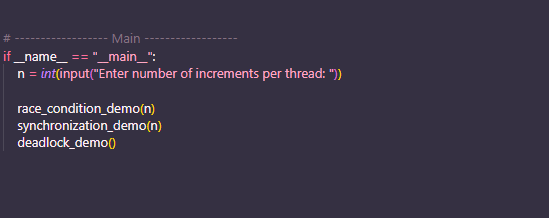 # ------------------ Main ------------------
if __name__ == "__main__":
    n = int(input("Enter number of increments per thread: "))

    race_condition_demo(n)
    synchronization_demo(n)
    deadlock_demo()